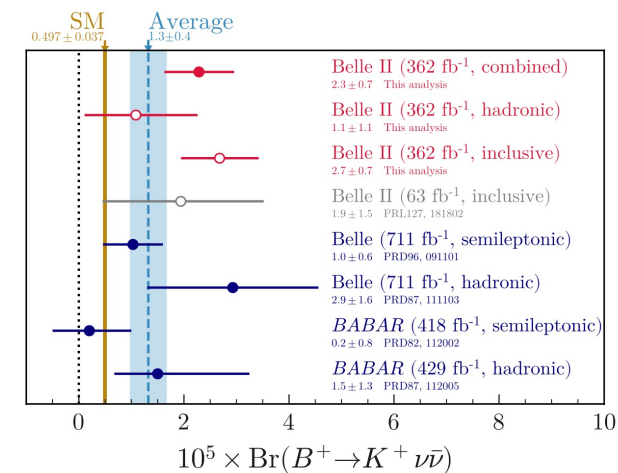 SM Average
0.497±0.037 1.3±0.4
Belle II (362 fb⁻¹, combined)
2.3±0.7 This analysis
Belle II (362 fb⁻¹, hadronic)
1.1±1.1 This analysis
Belle II (362 fb⁻¹, inclusive)
2.7±0.7 This analysis
Belle II (63 fb⁻¹, inclusive)
1.9±1.5 PRL127, 181802
Belle (711 fb⁻¹, semileptonic)
1.0±0.6 PRD96, 091101
Belle (711 fb⁻¹, hadronic)
2.9±1.6 PRD87, 111103
BABAR (418 fb⁻¹, semileptonic)
0.2±0.8 PRD82, 112002
BABAR (429 fb⁻¹, hadronic)
1.5±1.3 PRD87, 112005
0 2 4 6 8 10
10⁵ × Br(B⁺→K⁺νν̄)